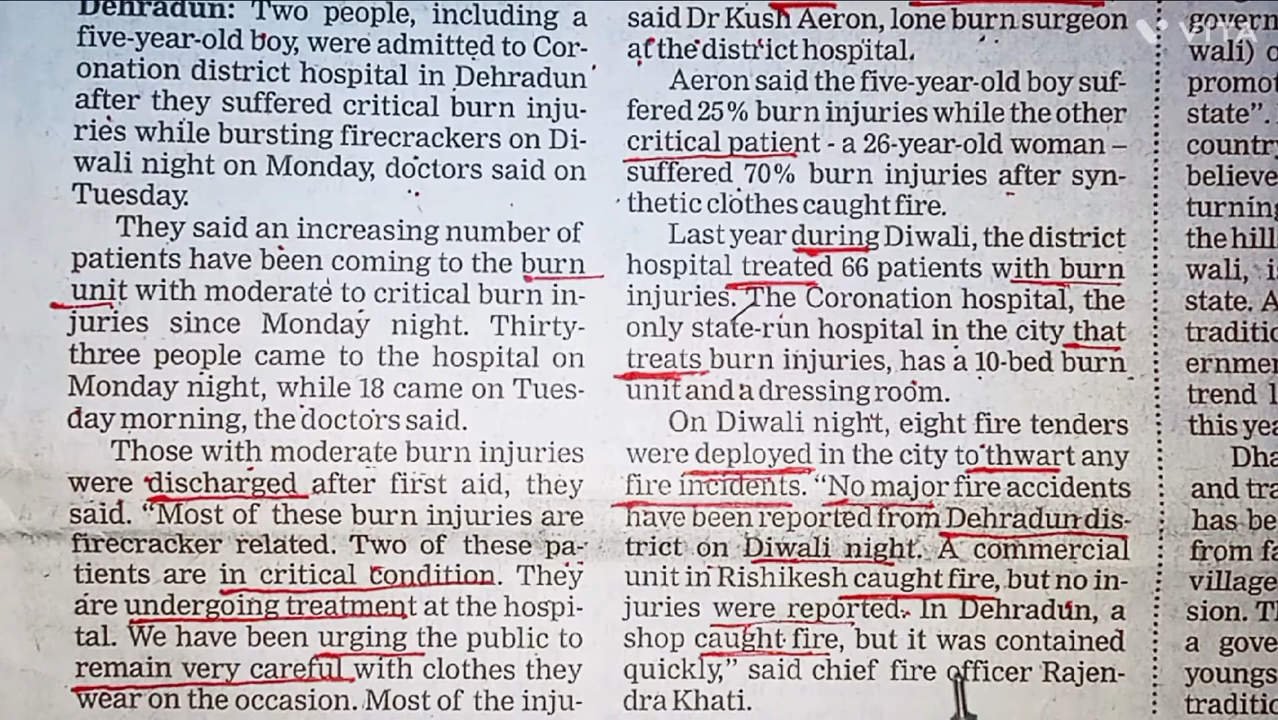 Dehradun: Two people, including a
five-year-old boy, were admitted to Cor-
onation district hospital in Dehradun
after they suffered critical burn inju-
ries while bursting firecrackers on Di-
wali night on Monday, doctors said on
Tuesday.
They said an increasing number of
patients have been coming to the burn
unit with moderate to critical burn in-
juries since Monday night. Thirty-
three people came to the hospital on
Monday night, while 18 came on Tues-
day morning, the doctors said.
Those with moderate burn injuries
were discharged after first aid, they
said. “Most of these burn injuries are
firecracker related. Two of these pa-
tients are in critical condition. They
are undergoing treatment at the hospi-
tal. We have been urging the public to
remain very careful with clothes they
wear on the occasion. Most of the inju-
said Dr Kush Aeron, lone burn surgeon
at the district hospital.
Aeron said the five-year-old boy suf-
fered 25% burn injuries while the other
critical patient - a 26-year-old woman –
suffered 70% burn injuries after syn-
thetic clothes caught fire.
Last year during Diwali, the district
hospital treated 66 patients with burn
injuries. The Coronation hospital, the
only state-run hospital in the city that
treats burn injuries, has a 10-bed burn
unit and a dressing room.
On Diwali night, eight fire tenders
were deployed in the city to thwart any
fire incidents. “No major fire accidents
have been reported from Dehradun dis-
trict on Diwali night. A commercial
unit in Rishikesh caught fire, but no in-
juries were reported. In Dehradun, a
shop caught fire, but it was contained
quickly,” said chief fire officer Rajen-
dra Khati.
govern
wali) o
promot
state”.
country
believe
turning
the hill
wali, i
state. A
traditio
ernmen
trend 1
this yea
Dha
and tra
has be
from fa
village
sion. T
a gove
youngs
traditio
VITA